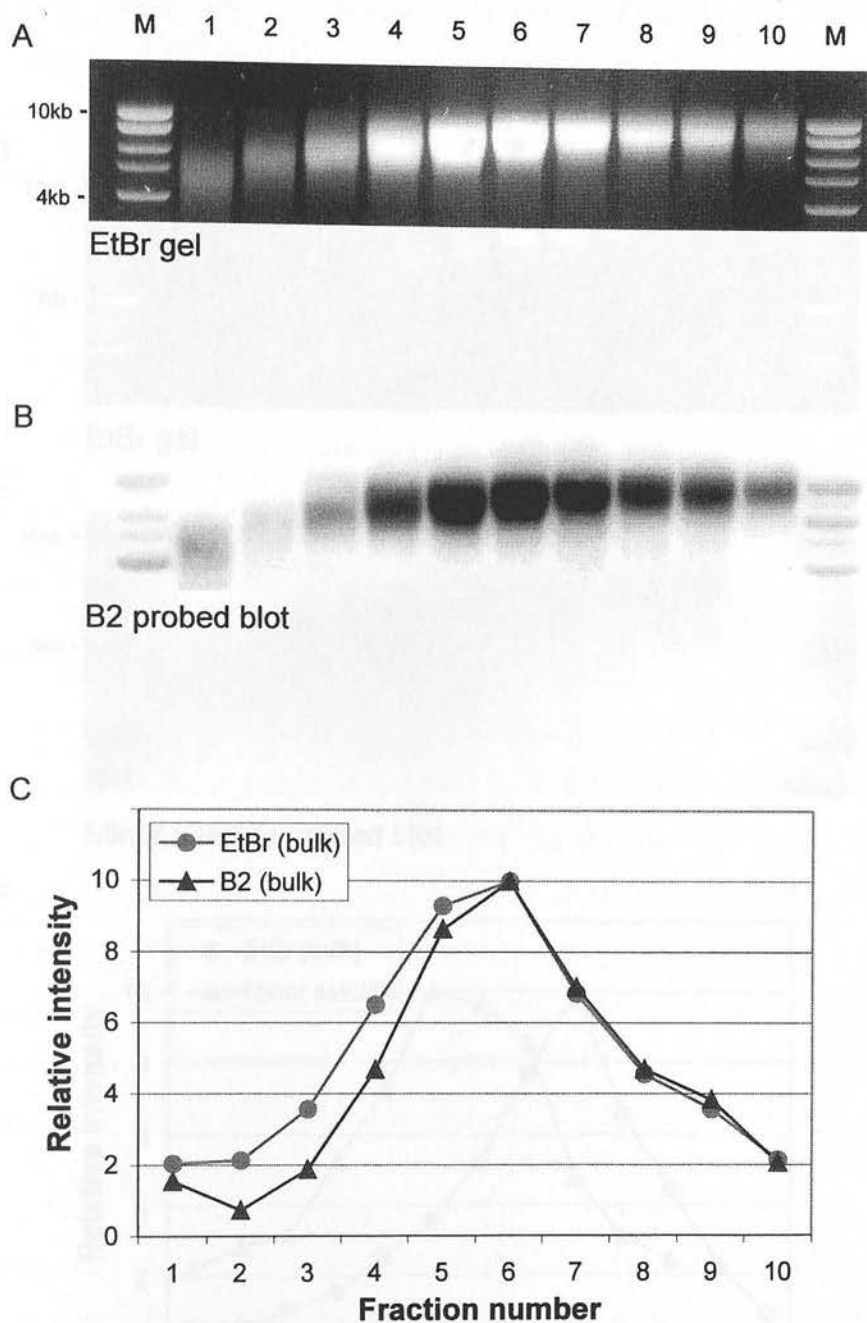 A
M 1 2 3 4 5 6 7 8 9 10 M
10kb -
4kb -
EtBr gel
B
B2 probed blot
C
EtBr (bulk)
B2 (bulk)
Relative intensity
10
8
6
4
2
0
1 2 3 4 5 6 7 8 9 10
Fraction number